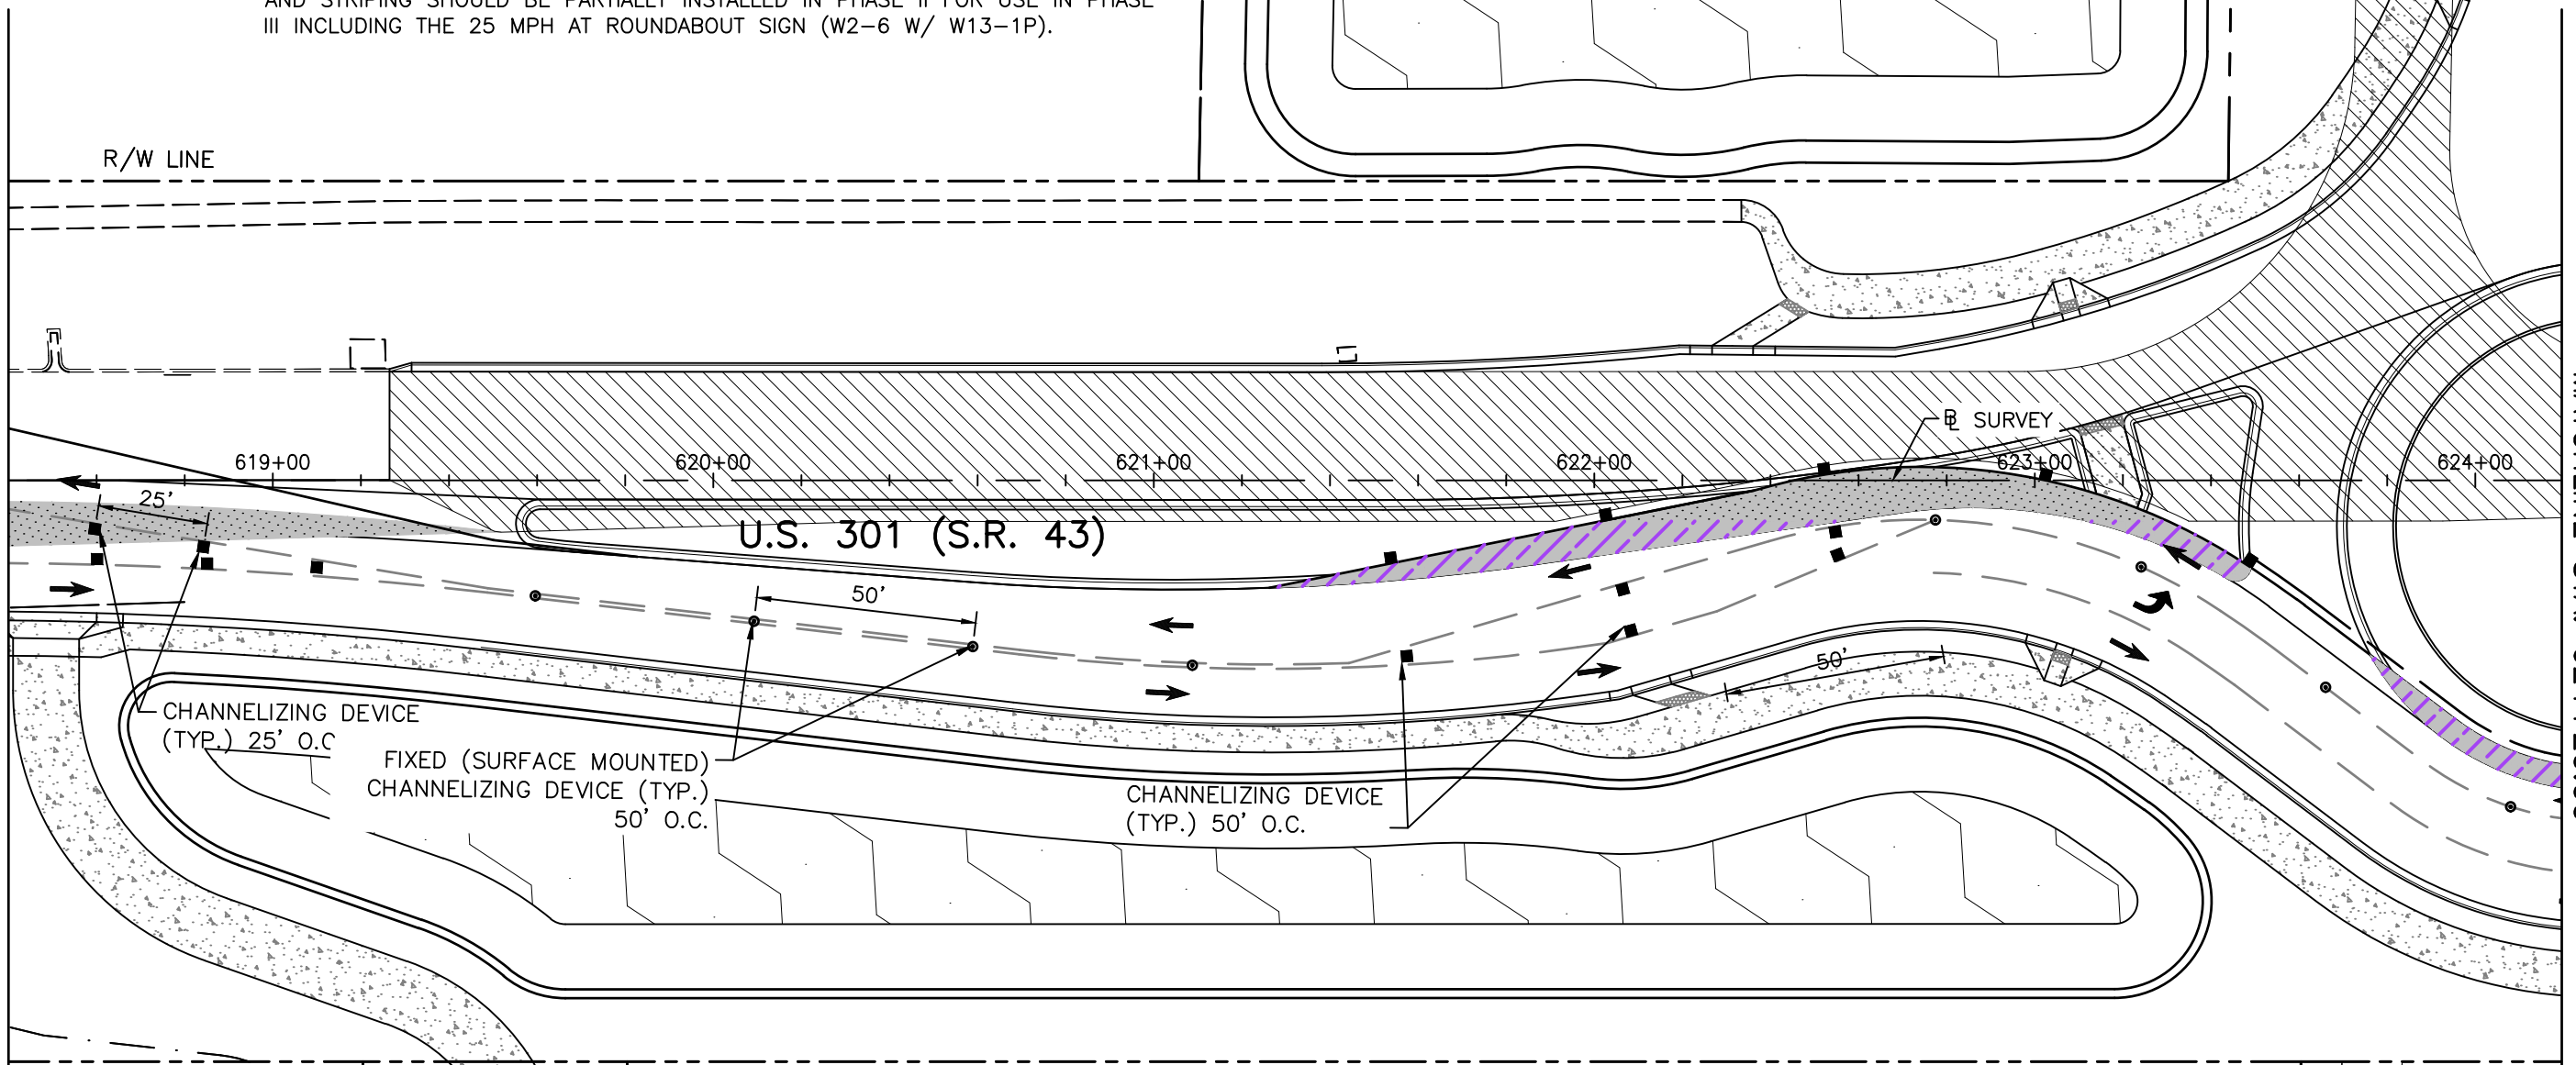 AND STRIPING SHOULD BE PARTIALLY INSTALLED IN PHASE II FOR USE IN PHASE
III INCLUDING THE 25 MPH AT ROUNDABOUT SIGN (W2-6 W/ W13-1P).
R/W LINE
BL SURVEY
619+00
620+00
621+00
622+00
623+00
624+00
25'
U.S. 301 (S.R. 43)
50'
50'
CHANNELIZING DEVICE
(TYP.) 25' O.C
FIXED (SURFACE MOUNTED)
CHANNELIZING DEVICE (TYP.)
50' O.C.
CHANNELIZING DEVICE
(TYP.) 50' O.C.